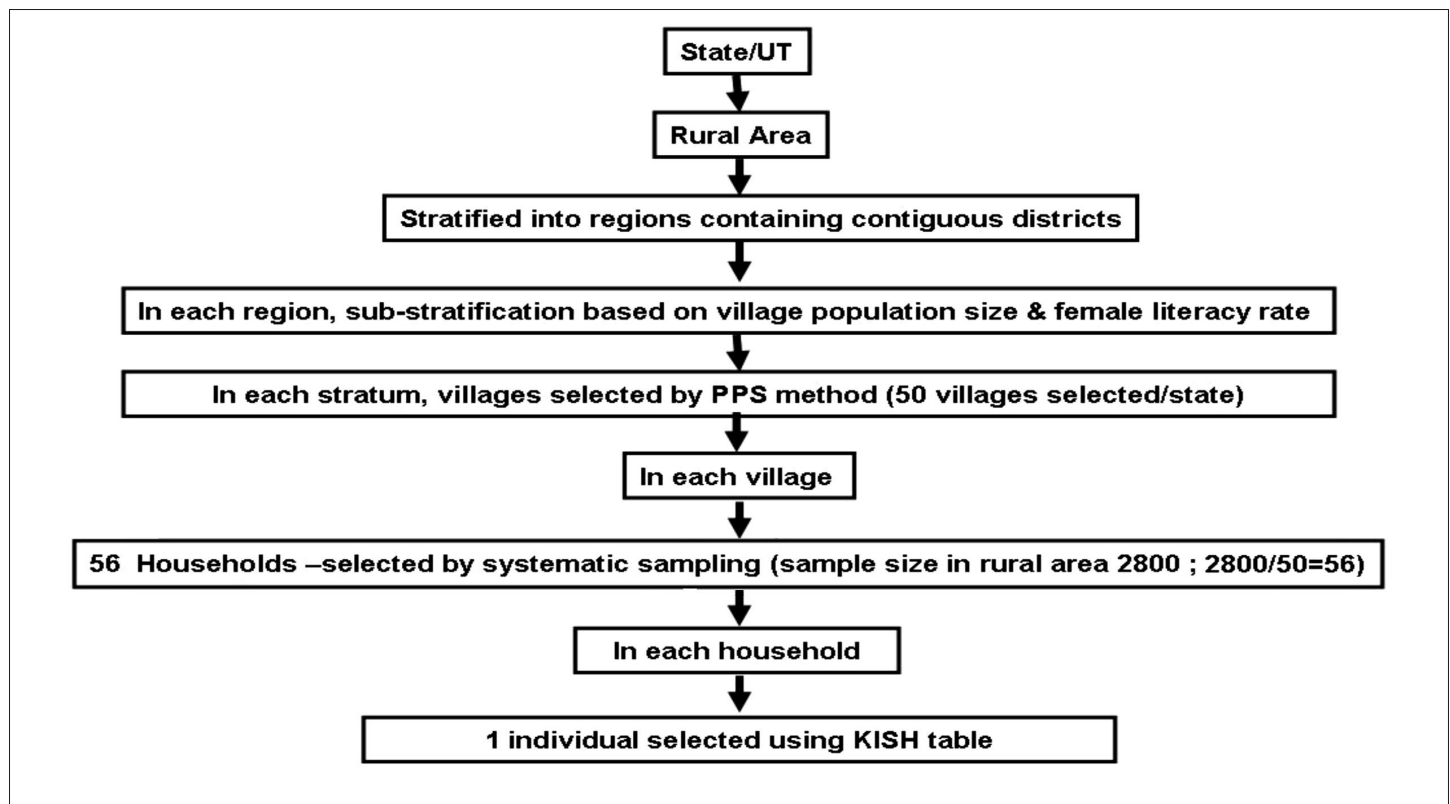 State/UT
Rural Area
Stratified into regions containing contiguous districts
In each region, sub-stratification based on village population size & female literacy rate
In each stratum, villages selected by PPS method (50 villages selected/state)
In each village
56 Households –selected by systematic sampling (sample size in rural area 2800 ; 2800/50=56)
In each household
1 individual selected using KISH table